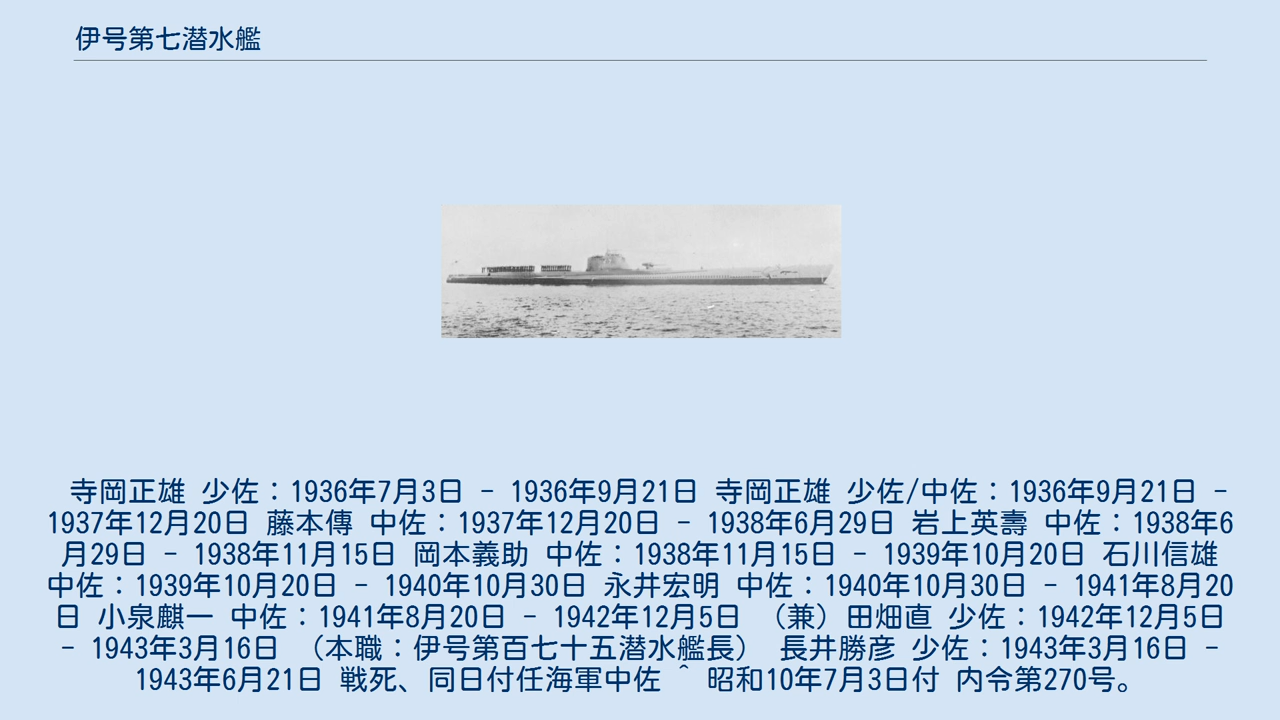 伊号第七潜水艦
寺岡正雄 少佐：1936年7月3日 - 1936年9月21日 寺岡正雄 少佐/中佐：1936年9月21日 -
1937年12月20日 藤本傳 中佐：1937年12月20日 - 1938年6月29日 岩上英壽 中佐：1938年6
月29日 - 1938年11月15日 岡本義助 中佐：1938年11月15日 - 1939年10月20日 石川信雄
中佐：1939年10月20日 - 1940年10月30日 永井宏明 中佐：1940年10月30日 - 1941年8月20
日 小泉麒一 中佐：1941年8月20日 - 1942年12月5日 （兼）田畑直 少佐：1942年12月5日
- 1943年3月16日 （本職：伊号第百七十五潜水艦長） 長井勝彦 少佐：1943年3月16日 -
1943年6月21日 戦死、同日付任海軍中佐 ^ 昭和10年7月3日付 内令第270号。